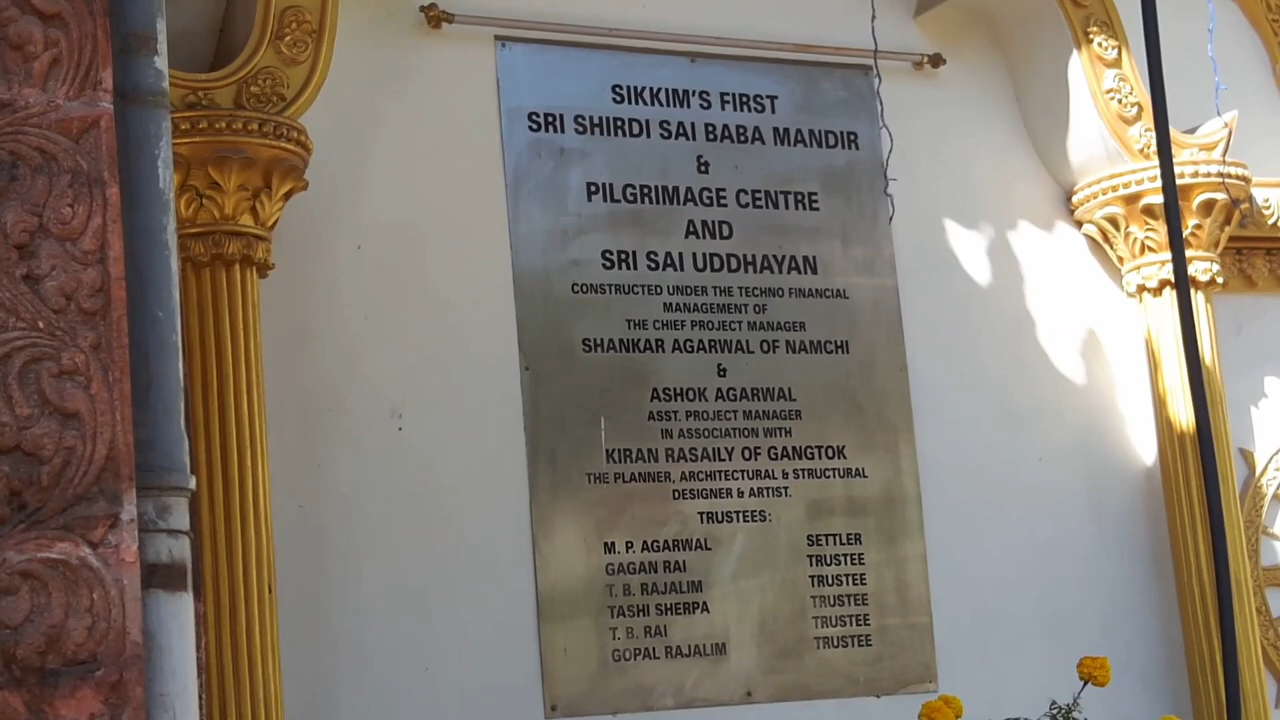 SIKKIM'S FIRST
SRI SHIRDI SAI BABA MANDIR
&
PILGRIMAGE CENTRE
AND
SRI SAI UDDHAYAN
CONSTRUCTED UNDER THE TECHNO FINANCIAL
MANAGEMENT OF
THE CHIEF PROJECT MANAGER
SHANKAR AGARWAL OF NAMCHI
&
ASHOK AGARWAL
ASST. PROJECT MANAGER
IN ASSOCIATION WITH
KIRAN RASAILY OF GANGTOK
THE PLANNER, ARCHITECTURAL & STRUCTURAL
DESIGNER & ARTIST.
TRUSTEES:
M. P. AGARWAL SETTLER
GAGAN RAI TRUSTEE
T. B. RAJALIM TRUSTEE
TASHI SHERPA TRUSTEE
T. B. RAI TRUSTEE
GOPAL RAJALIM TRUSTEE